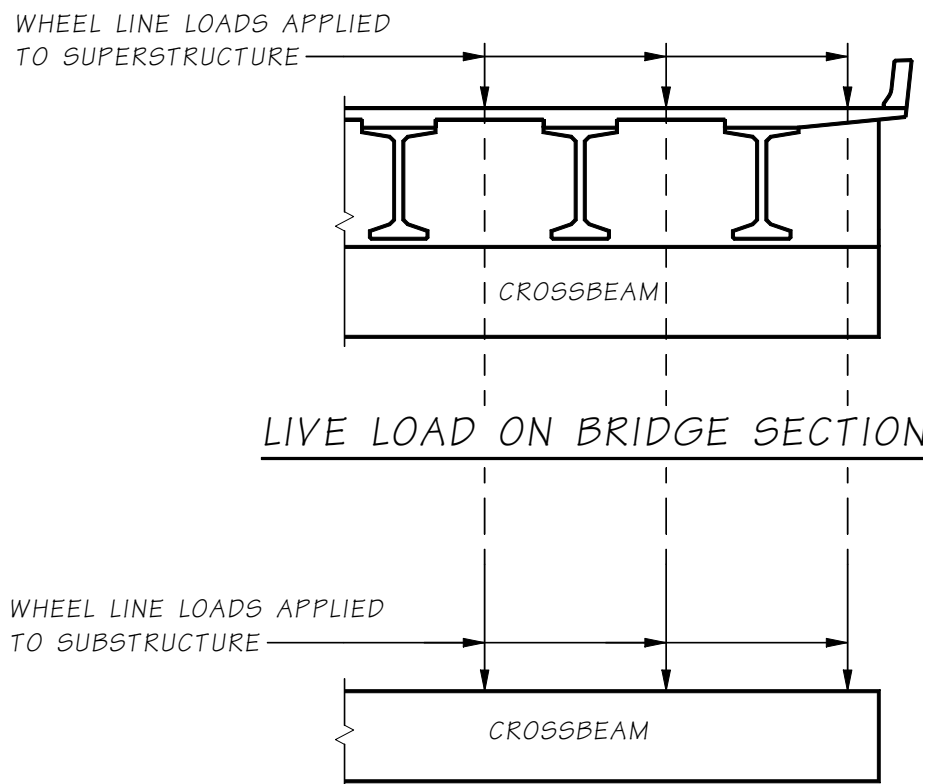 WHEEL LINE LOADS APPLIED
TO SUPERSTRUCTURE
CROSSBEAM
LIVE LOAD ON BRIDGE SECTION
WHEEL LINE LOADS APPLIED
TO SUBSTRUCTURE
CROSSBEAM